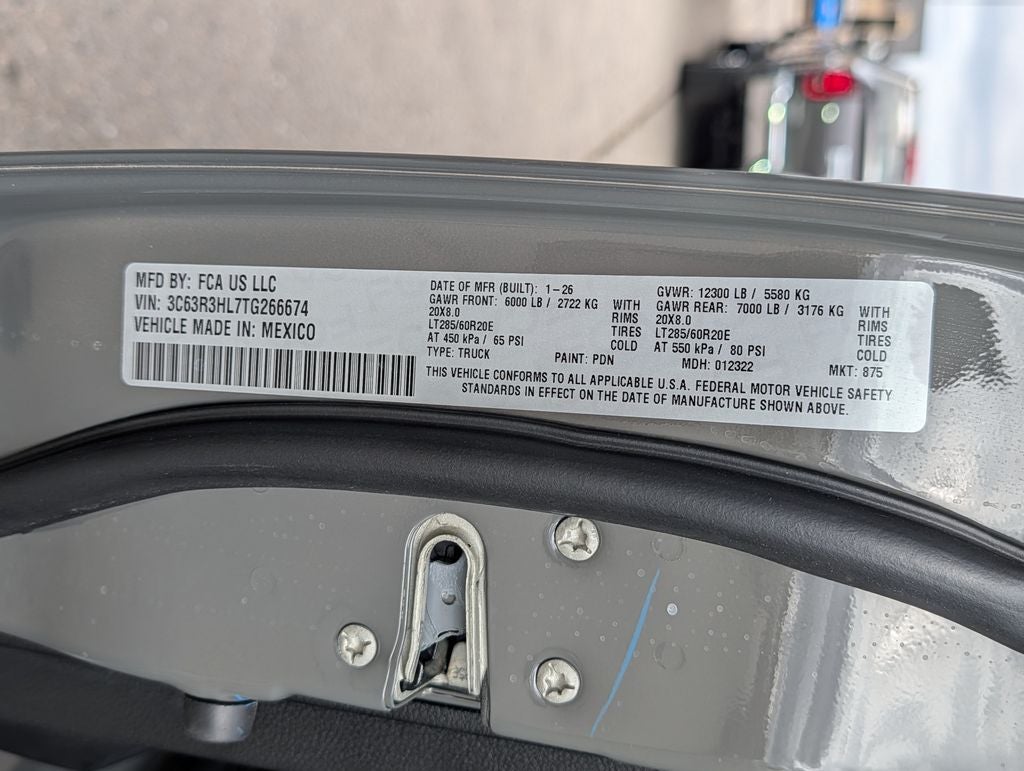 MFD BY: FCA US LLC
VIN: 3C63R3HL7TG266674
VEHICLE MADE IN: MEXICO
DATE OF MFR (BUILT): 1-26
GAWR FRONT: 6000 LB / 2722 KG WITH
20X8.0 RIMS
LT285/60R20E TIRES
AT 450 kPa / 65 PSI COLD
TYPE: TRUCK PAINT: PDN
GVWR: 12300 LB / 5580 KG
GAWR REAR: 7000 LB / 3176 KG WITH
20X8.0 RIMS
LT285/60R20E TIRES
AT 550 kPa / 80 PSI COLD
MDH: 012322 MKT: 875
THIS VEHICLE CONFORMS TO ALL APPLICABLE U.S.A. FEDERAL MOTOR VEHICLE SAFETY
STANDARDS IN EFFECT ON THE DATE OF MANUFACTURE SHOWN ABOVE.